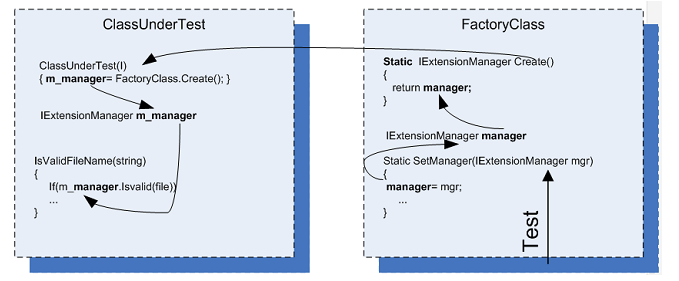 ClassUnderTest
ClassUnderTest(I)
{ m_manager= FactoryClass.Create(); }
IExtensionManager m_manager
IsValidFileName(string)
{
If(m_manager.Isvalid(file))
...
}
FactoryClass
Static IExtensionManager Create()
{
return manager;
}
IExtensionManager manager
Static SetManager(IExtensionManager mgr)
{
manager= mgr;
...
}
Test